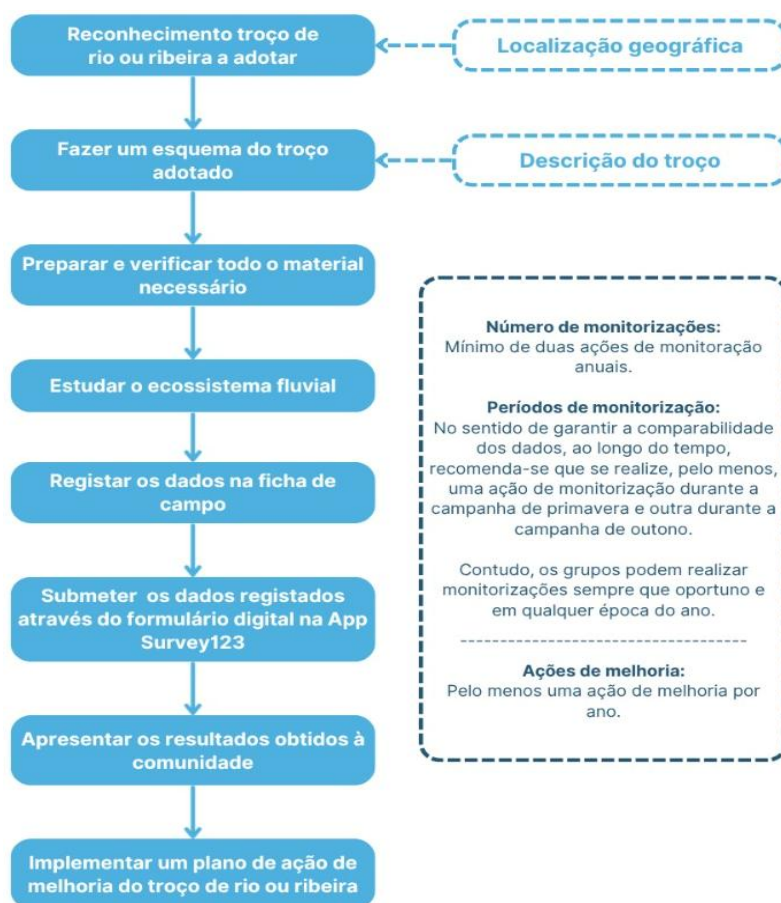 Reconhecimento troço de
rio ou ribeira a adotar
Localização geográfica
Fazer um esquema do troço
adotado
Descrição do troço
Preparar e verificar todo o material
necessário
Estudar o ecossistema fluvial
Registar os dados na ficha de
campo
Submeter os dados registados
através do formulário digital na App
Survey123
Apresentar os resultados obtidos à
comunidade
Implementar um plano de ação de
melhoria do troço de rio ou ribeira
Número de monitorizações:
Mínimo de duas ações de monitoração
anuais.
Períodos de monitorização:
No sentido de garantir a comparabilidade
dos dados, ao longo do tempo,
recomenda-se que se realize, pelo menos,
uma ação de monitorização durante a
campanha de primavera e outra durante a
campanha de outono.
Contudo, os grupos podem realizar
monitorizações sempre que oportuno e
em qualquer época do ano.
Ações de melhoria:
Pelo menos uma ação de melhoria por
ano.